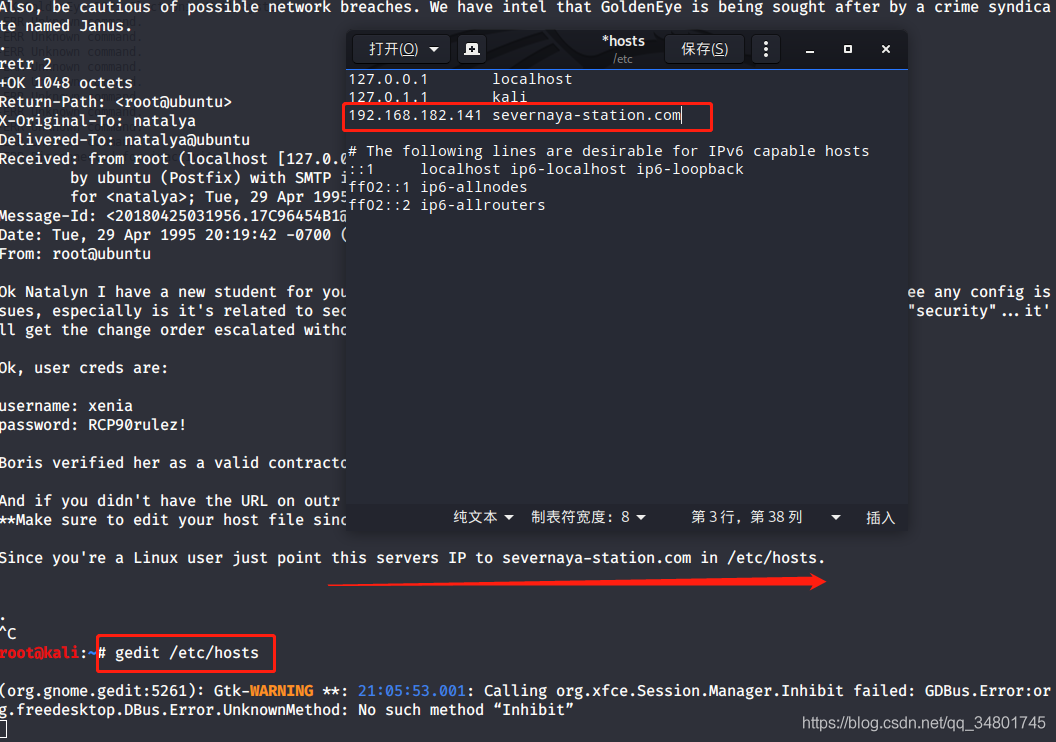 Also, be cautious of possible network breaches. We have intel that GoldenEye is being sought after by a crime syndica
te named Janus.
.
retr 2
+OK 1048 octets
Return-Path: <root@ubuntu>
X-Original-To: natalya
Delivered-To: natalya@ubuntu
Received: from root (localhost [127.0.0
by ubuntu (Postfix) with SMTP i
for <natalya>; Tue, 29 Apr 1995
Message-Id: <20180425031956.17C96454B1@
Date: Tue, 29 Apr 1995 20:19:42 -0700 (
From: root@ubuntu
Ok Natalyn I have a new student for you
ee any config is
sues, especially is it's related to sec
"security"...it'
ll get the change order escalated witho
Ok, user creds are:
username: xenia
password: RCP90rulez!
Boris verified her as a valid contracto
And if you didn't have the URL on outr
**Make sure to edit your host file sinc
Since you're a Linux user just point this servers IP to severnaya-station.com in /etc/hosts.
.
^C
root@kali:~# gedit /etc/hosts
(org.gnome.gedit:5261): Gtk-WARNING **: 21:05:53.001: Calling org.xfce.Session.Manager.Inhibit failed: GDBus.Error:or
g.freedesktop.DBus.Error.UnknownMethod: No such method “Inhibit”
打开(O)
*hosts
/etc
保存(S)
127.0.0.1 localhost
127.0.1.1 kali
192.168.182.141 severnaya-station.com
# The following lines are desirable for IPv6 capable hosts
::1 localhost ip6-localhost ip6-loopback
ff02::1 ip6-allnodes
ff02::2 ip6-allrouters
纯文本 制表符宽度：8 第 3 行，第 38 列 插入
https://blog.csdn.net/qq_34801745